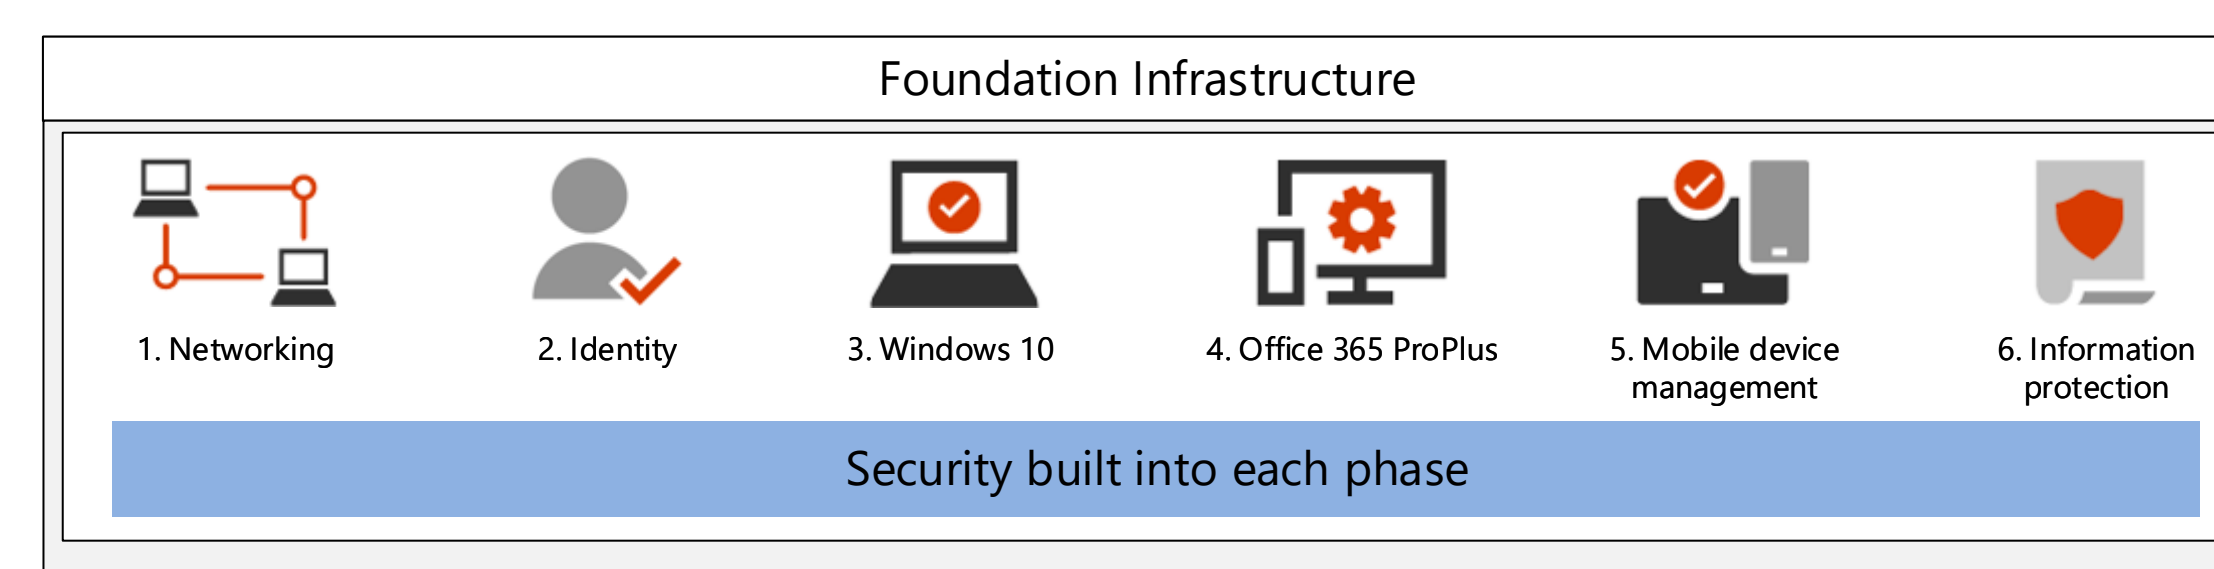 Foundation Infrastructure
1. Networking
2. Identity
3. Windows 10
4. Office 365 ProPlus
5. Mobile device
management
6. Information
protection
Security built into each phase